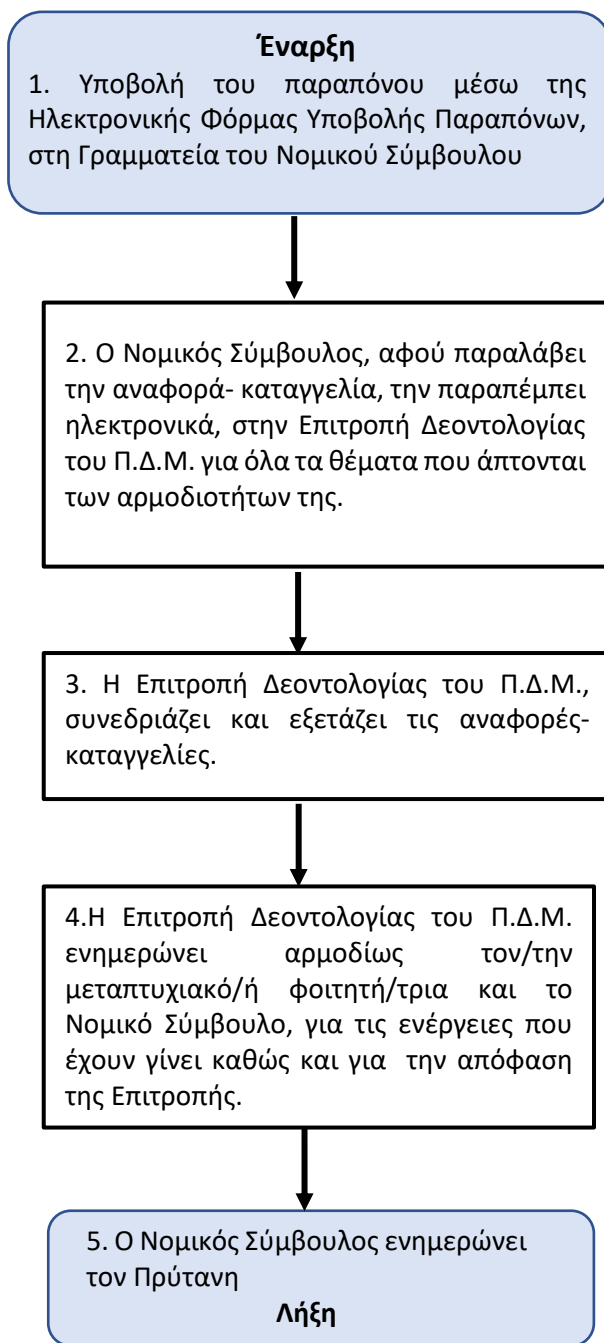 Έναρξη
1. Υποβολή του παραπόνου μέσω της
Ηλεκτρονικής Φόρμας Υποβολής Παραπόνων,
στη Γραμματεία του Νομικού Σύμβουλου
2. Ο Νομικός Σύμβουλος, αφού παραλάβει
την αναφορά- καταγγελία, την παραπέμπει
ηλεκτρονικά, στην Επιτροπή Δεοντολογίας
του Π.Δ.Μ. για όλα τα θέματα που άπτονται
των αρμοδιοτήτων της.
3. Η Επιτροπή Δεοντολογίας του Π.Δ.Μ.,
συνεδριάζει και εξετάζει τις αναφορές-
καταγγελίες.
4.Η Επιτροπή Δεοντολογίας του Π.Δ.Μ.
ενημερώνει αρμοδίως τον/την
μεταπτυχιακό/ή φοιτητή/τρια και το
Νομικό Σύμβουλο, για τις ενέργειες που
έχουν γίνει καθώς και για την απόφαση
της Επιτροπής.
5. Ο Νομικός Σύμβουλος ενημερώνει
τον Πρύτανη
Λήξη